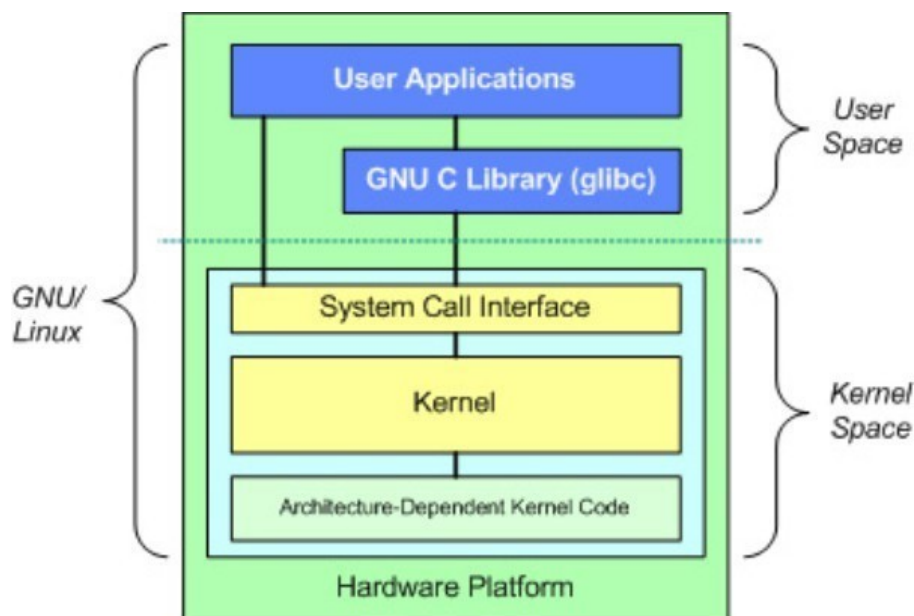 User Applications
User
Space
GNU C Library (glibc)
GNU/
Linux
System Call Interface
Kernel
Kernel
Space
Architecture-Dependent Kernel Code
Hardware Platform